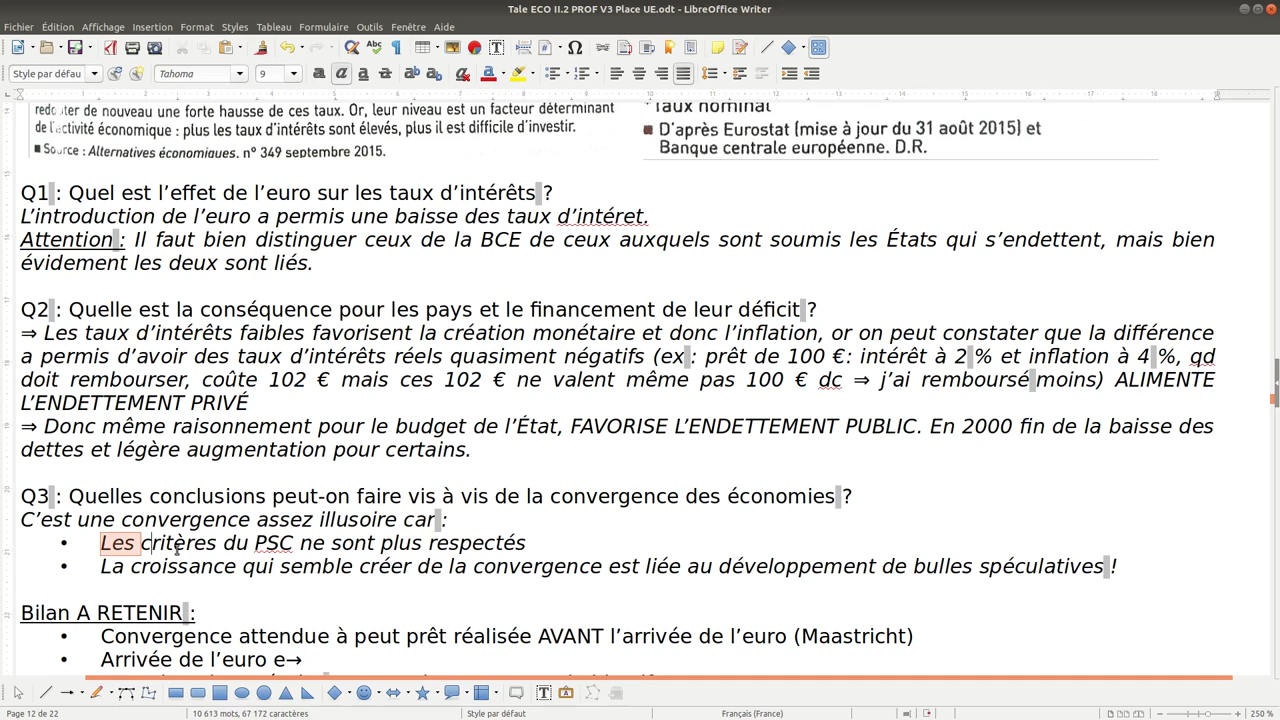 Tale ECO II.2 PROF V3 Place UE.odt - LibreOffice Writer
Fichier Édition Affichage Insertion Format Styles Tableau Formulaire Outils Fenêtre Aide
Style par défau Tahoma 9
redouter de nouveau une forte hausse de ces taux. Or, leur niveau est un facteur déterminant
de l'activité économique : plus les taux d'intérêts sont élevés, plus il est difficile d'investir.
Source : Alternatives économiques, n° 349 septembre 2015.
Taux nominal
D'après Eurostat (mise à jour du 31 août 2015) et
Banque centrale européenne. D.R.
Q1 : Quel est l’effet de l’euro sur les taux d’intérêts ?
L’introduction de l’euro a permis une baisse des taux d’intéret.
Attention : Il faut bien distinguer ceux de la BCE de ceux auxquels sont soumis les États qui s’endettent, mais bien
évidement les deux sont liés.
Q2 : Quelle est la conséquence pour les pays et le financement de leur déficit ?
⇒ Les taux d’intérêts faibles favorisent la création monétaire et donc l’inflation, or on peut constater que la différence
a permis d’avoir des taux d’intérêts réels quasiment négatifs (ex : prêt de 100 €: intérêt à 2 % et inflation à 4 %, qd
doit rembourser, coûte 102 € mais ces 102 € ne valent même pas 100 € dc ⇒ j’ai remboursé moins) ALIMENTE
L’ENDETTEMENT PRIVÉ
⇒ Donc même raisonnement pour le budget de l’État, FAVORISE L’ENDETTEMENT PUBLIC. En 2000 fin de la baisse des
dettes et légère augmentation pour certains.
Q3 : Quelles conclusions peut-on faire vis à vis de la convergence des économies ?
C’est une convergence assez illusoire car :
• Les critères du PSC ne sont plus respectés
• La croissance qui semble créer de la convergence est liée au développement de bulles spéculatives !
Bilan A RETENIR :
• Convergence attendue à peut prêt réalisée AVANT l’arrivée de l’euro (Maastricht)
• Arrivée de l’euro e→
Page 12 de 22 10 613 mots, 67 172 caractères Style par défaut Français (France) 250 %